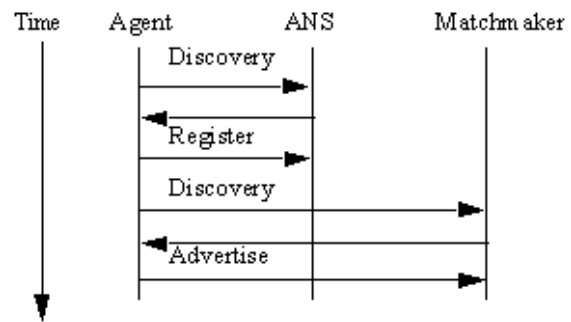 Time Agent ANS Matchmaker
Discovery
Register
Discovery
Advertise